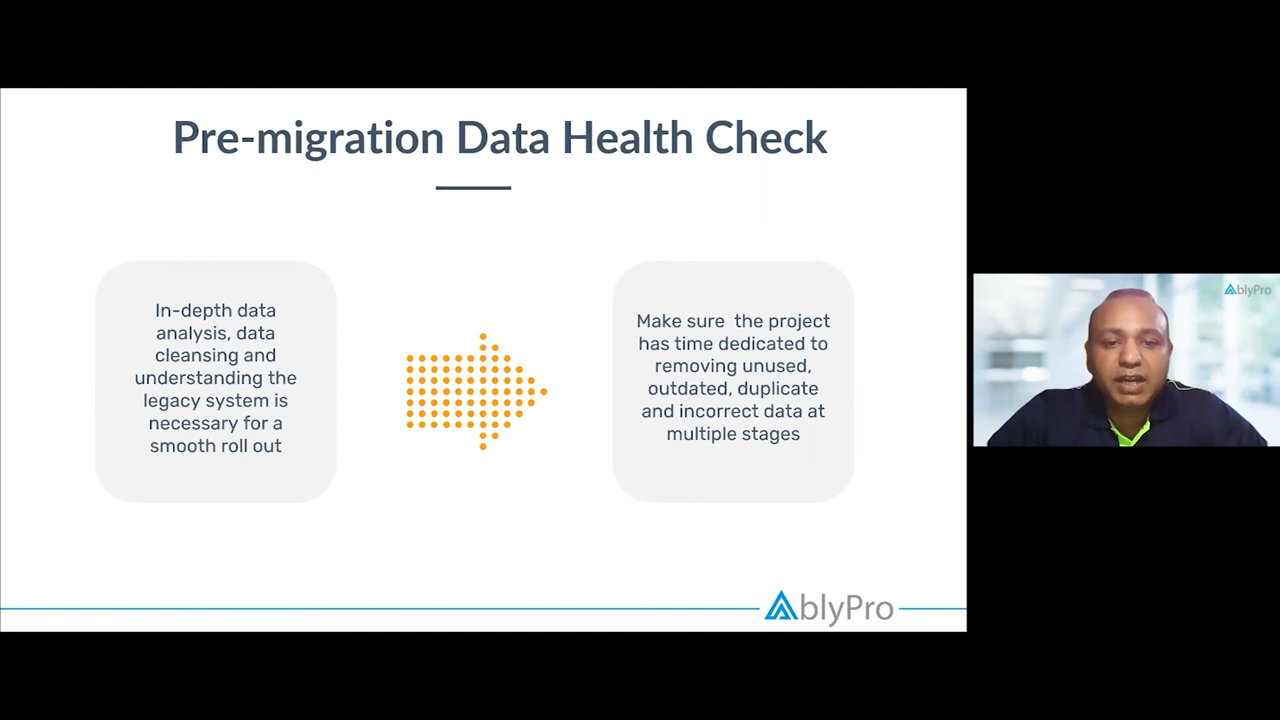 Pre-migration Data Health Check
In-depth data
analysis, data
cleansing and
understanding the
legacy system is
necessary for a
smooth roll out
Make sure the project
has time dedicated to
removing unused,
outdated, duplicate
and incorrect data at
multiple stages
AblyPro
AblyPro